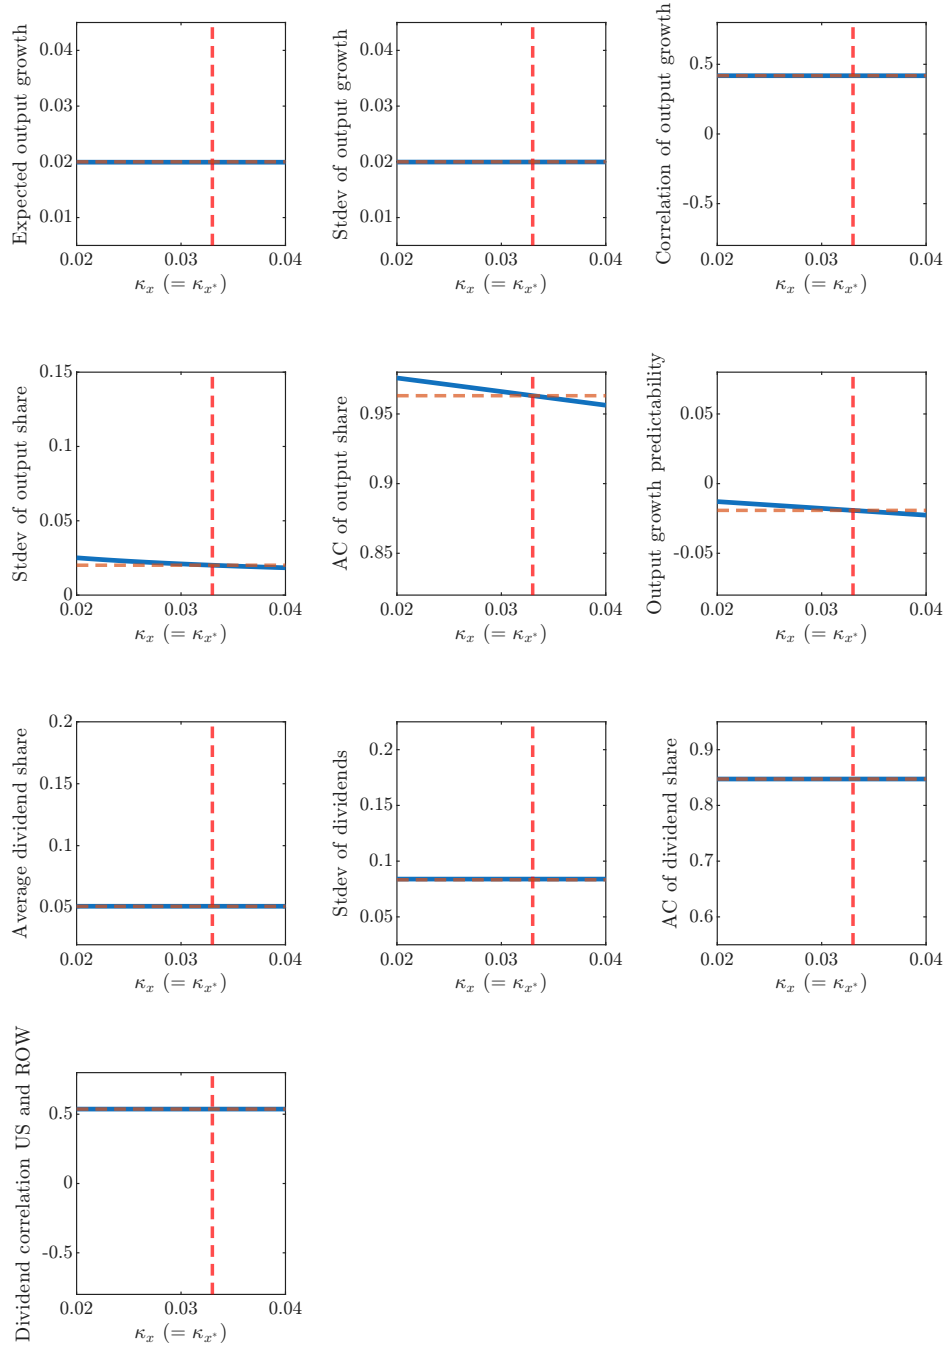 Expected output growth
0.04
0.03
0.02
0.01
0.02 0.03 0.04
κx (= κx*)
Stdev of output growth
0.04
0.03
0.02
0.01
0.02 0.03 0.04
κx (= κx*)
Correlation of output growth
0.5
0
-0.5
0.02 0.03 0.04
κx (= κx*)
Stdev of output share
0.15
0.1
0.05
0
0.02 0.03 0.04
κx (= κx*)
AC of output share
0.95
0.9
0.85
0.02 0.03 0.04
κx (= κx*)
Output growth predictability
0.05
0
-0.05
0.02 0.03 0.04
κx (= κx*)
Average dividend share
0.2
0.15
0.1
0.05
0.02 0.03 0.04
κx (= κx*)
Stdev of dividends
0.2
0.15
0.1
0.05
0.02 0.03 0.04
κx (= κx*)
AC of dividend share
0.9
0.8
0.7
0.6
0.02 0.03 0.04
κx (= κx*)
Dividend correlation US and ROW
0.5
0
-0.5
0.02 0.03 0.04
κx (= κx*)